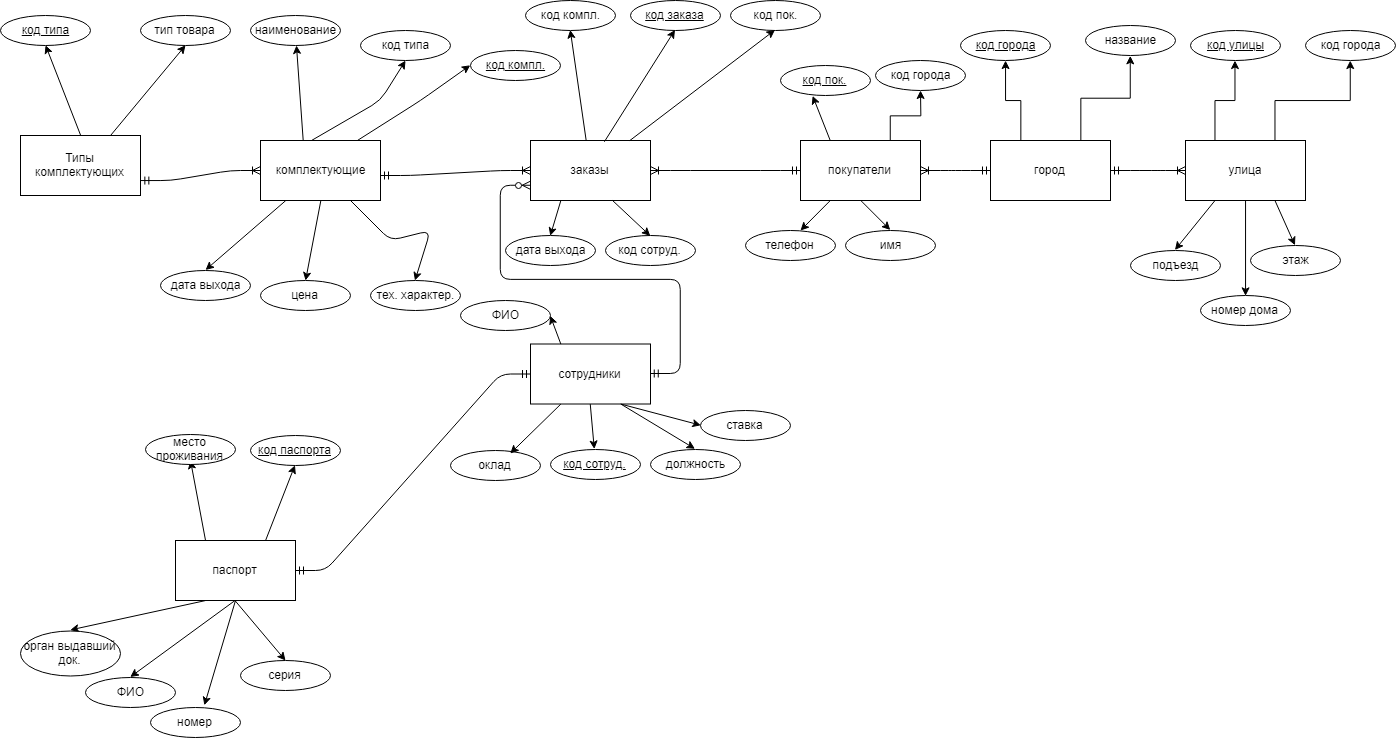 код типа
тип товара
наименование
код типа
код компл.
код компл.
код заказа
код пок.
код пок.
код города
код города
название
код улицы
код города
Типы
комплектующих
комплектующие
заказы
покупатели
город
улица
дата выхода
цена
тех. характер.
дата выхода
код сотруд.
телефон
имя
подъезд
этаж
номер дома
ФИО
сотрудники
ставка
оклад
код сотруд.
должность
место
проживания
код паспорта
паспорт
орган выдавший
док.
ФИО
номер
серия